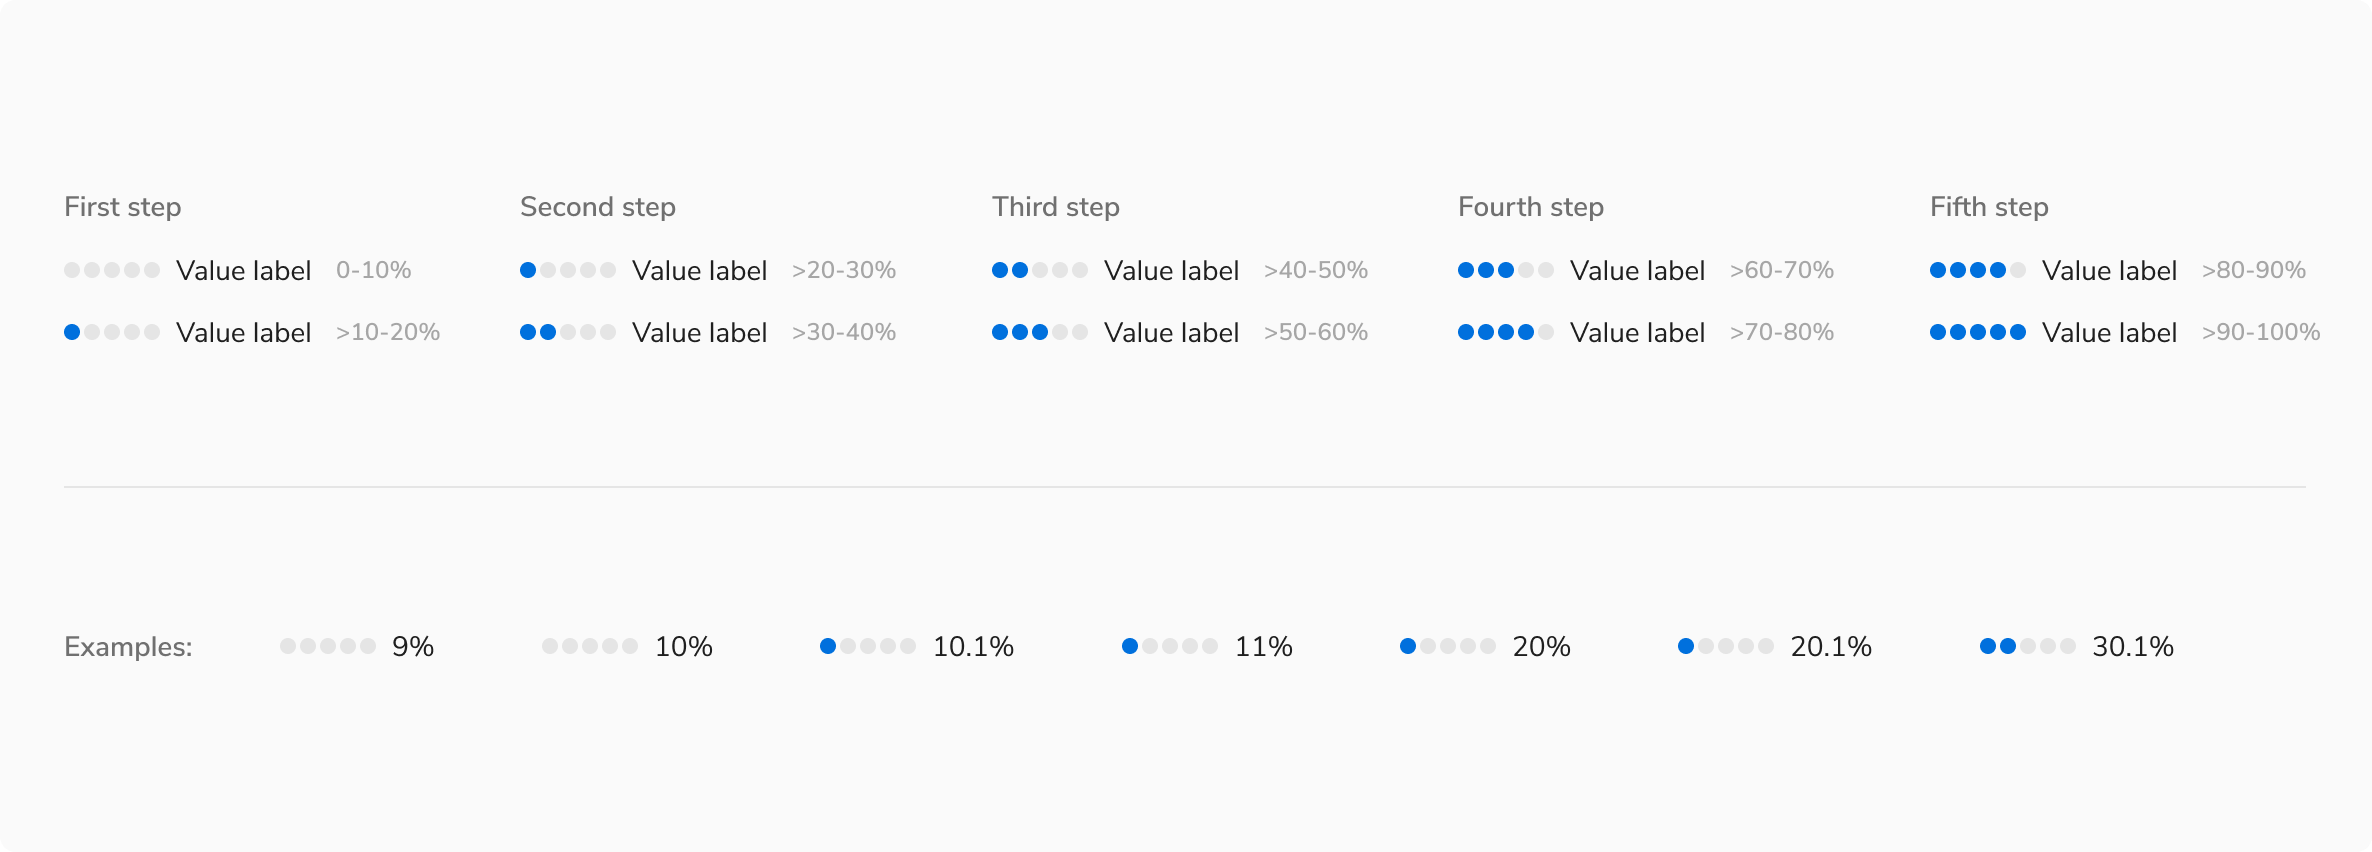 First step
Value label 0-10%
Value label >10-20%
Second step
Value label >20-30%
Value label >30-40%
Third step
Value label >40-50%
Value label >50-60%
Fourth step
Value label >60-70%
Value label >70-80%
Fifth step
Value label >80-90%
Value label >90-100%
Examples: 9% 10% 10.1% 11% 20% 20.1% 30.1%